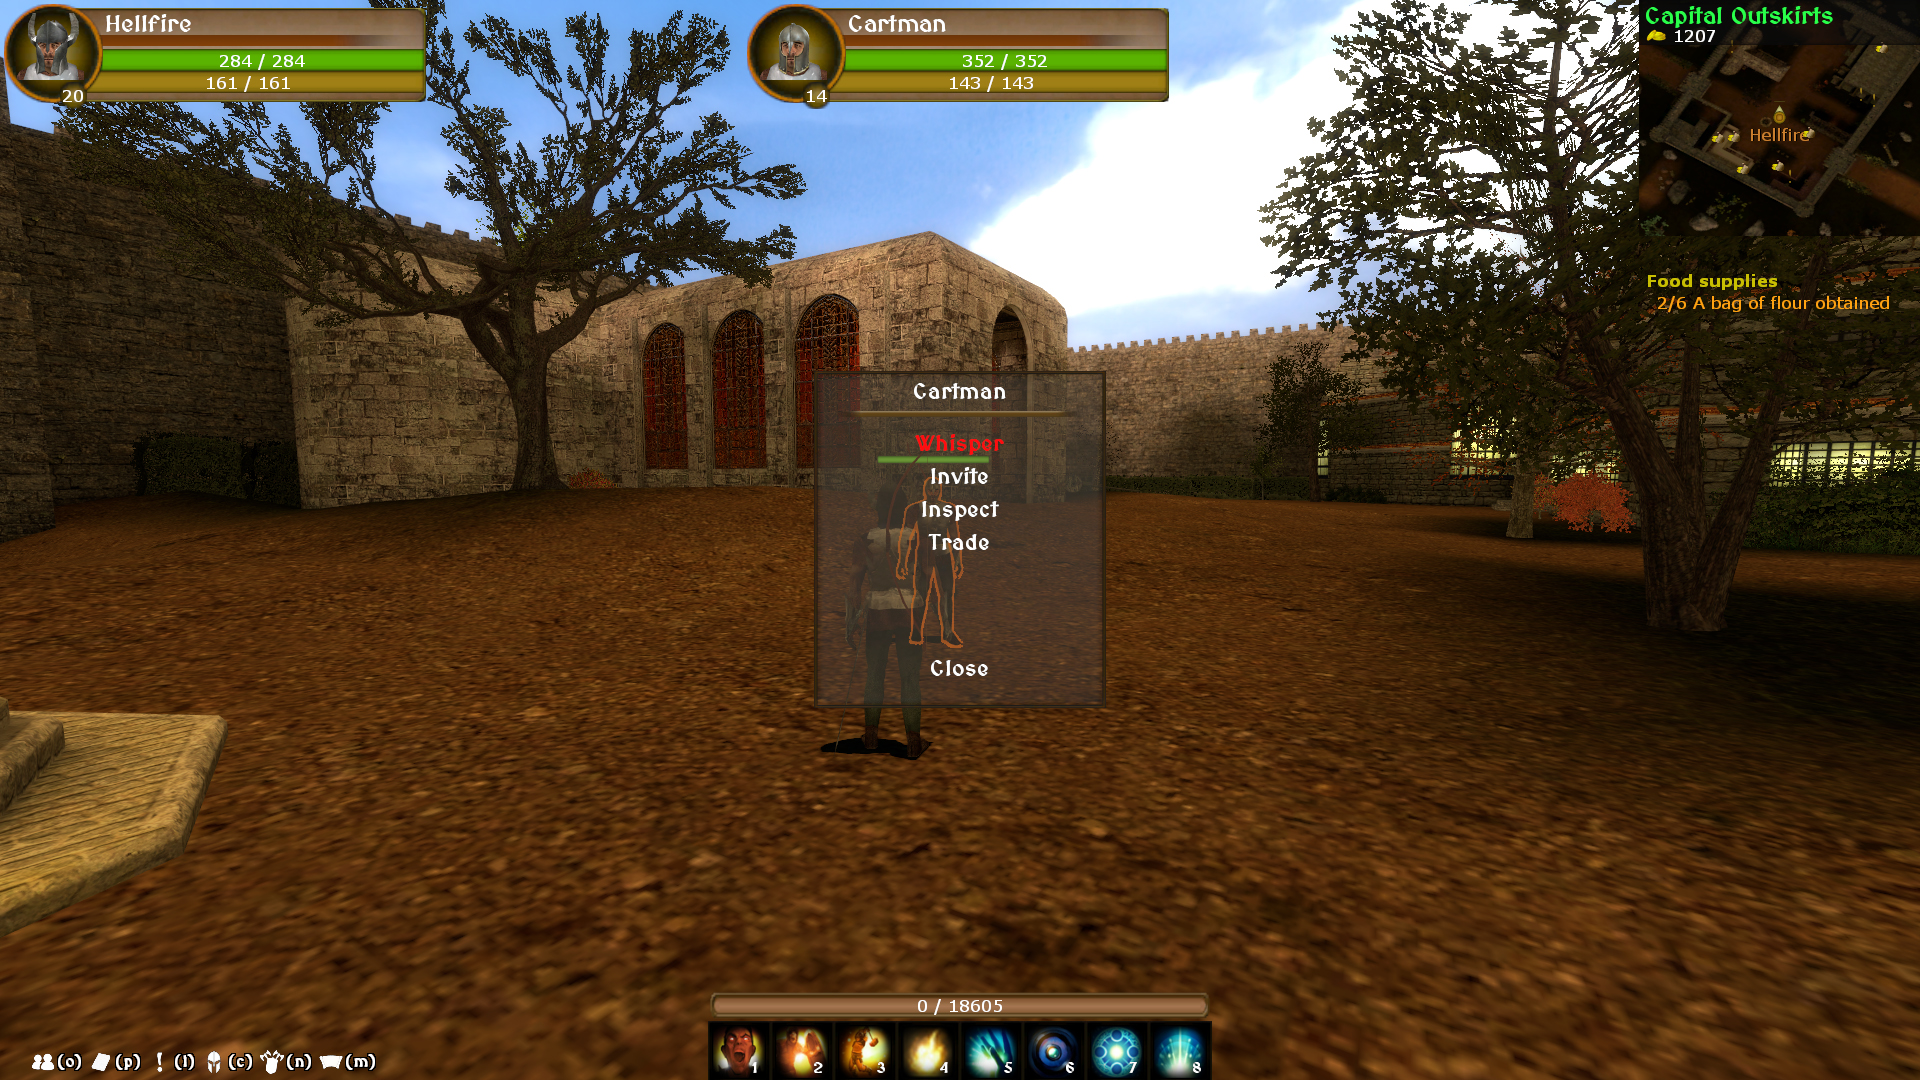 Hellfire
284 / 284
161 / 161
20
Cartman
352 / 352
143 / 143
14
Capital Outskirts
1207
Hellfire
Food supplies
2/6 A bag of flour obtained
Cartman
Whisper
Invite
Inspect
Trade
Close
0 / 18605
1 2 3 4 5 6 7 8
(o) (p) (l) (c) (n) (m)